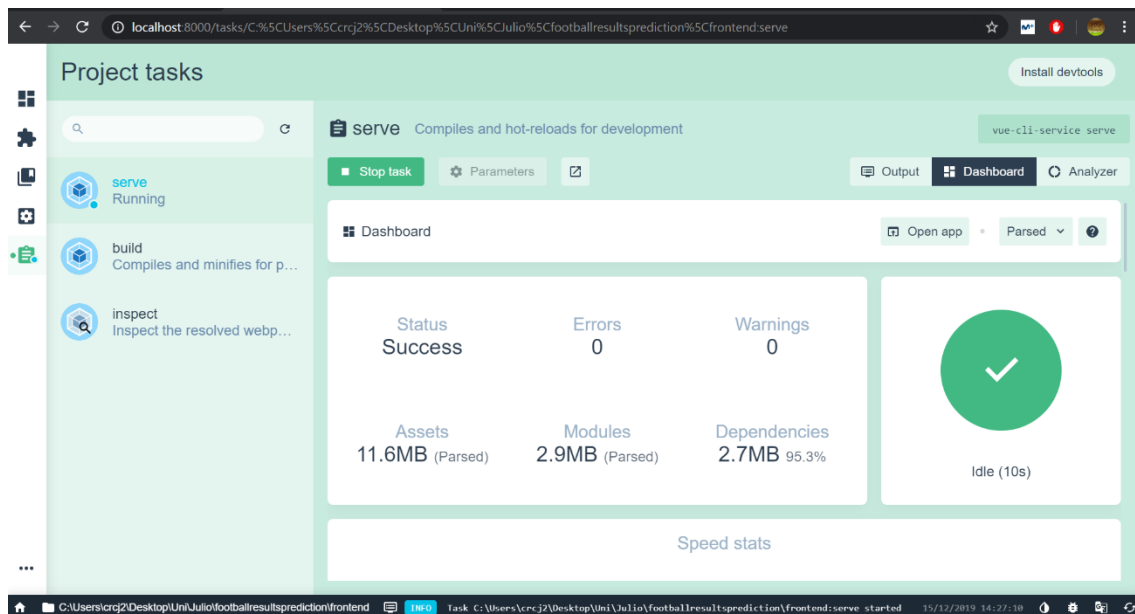 localhost:8000/tasks/C:%5CUsers%5Ccrcj2%5CDesktop%5CUni%5CJulio%5Cfootballresultsprediction%5Cfrontend:serve
Project tasks
Install devtools
serve
Running
build
Compiles and minifies for p...
inspect
Inspect the resolved webp...
serve Compiles and hot-reloads for development
vue-cli-service serve
Stop task Parameters
Output Dashboard Analyzer
Dashboard
Open app Parsed
Status Errors Warnings
Success 0 0
Assets Modules Dependencies
11.6MB (Parsed) 2.9MB (Parsed) 2.7MB 95.3%
Idle (10s)
Speed stats
C:\Users\crcj2\Desktop\Uni\Julio\footballresultsprediction\frontend INFO Task C:\Users\crcj2\Desktop\Uni\Julio\footballresultsprediction\frontend:serve started 15/12/2019 14:27:10